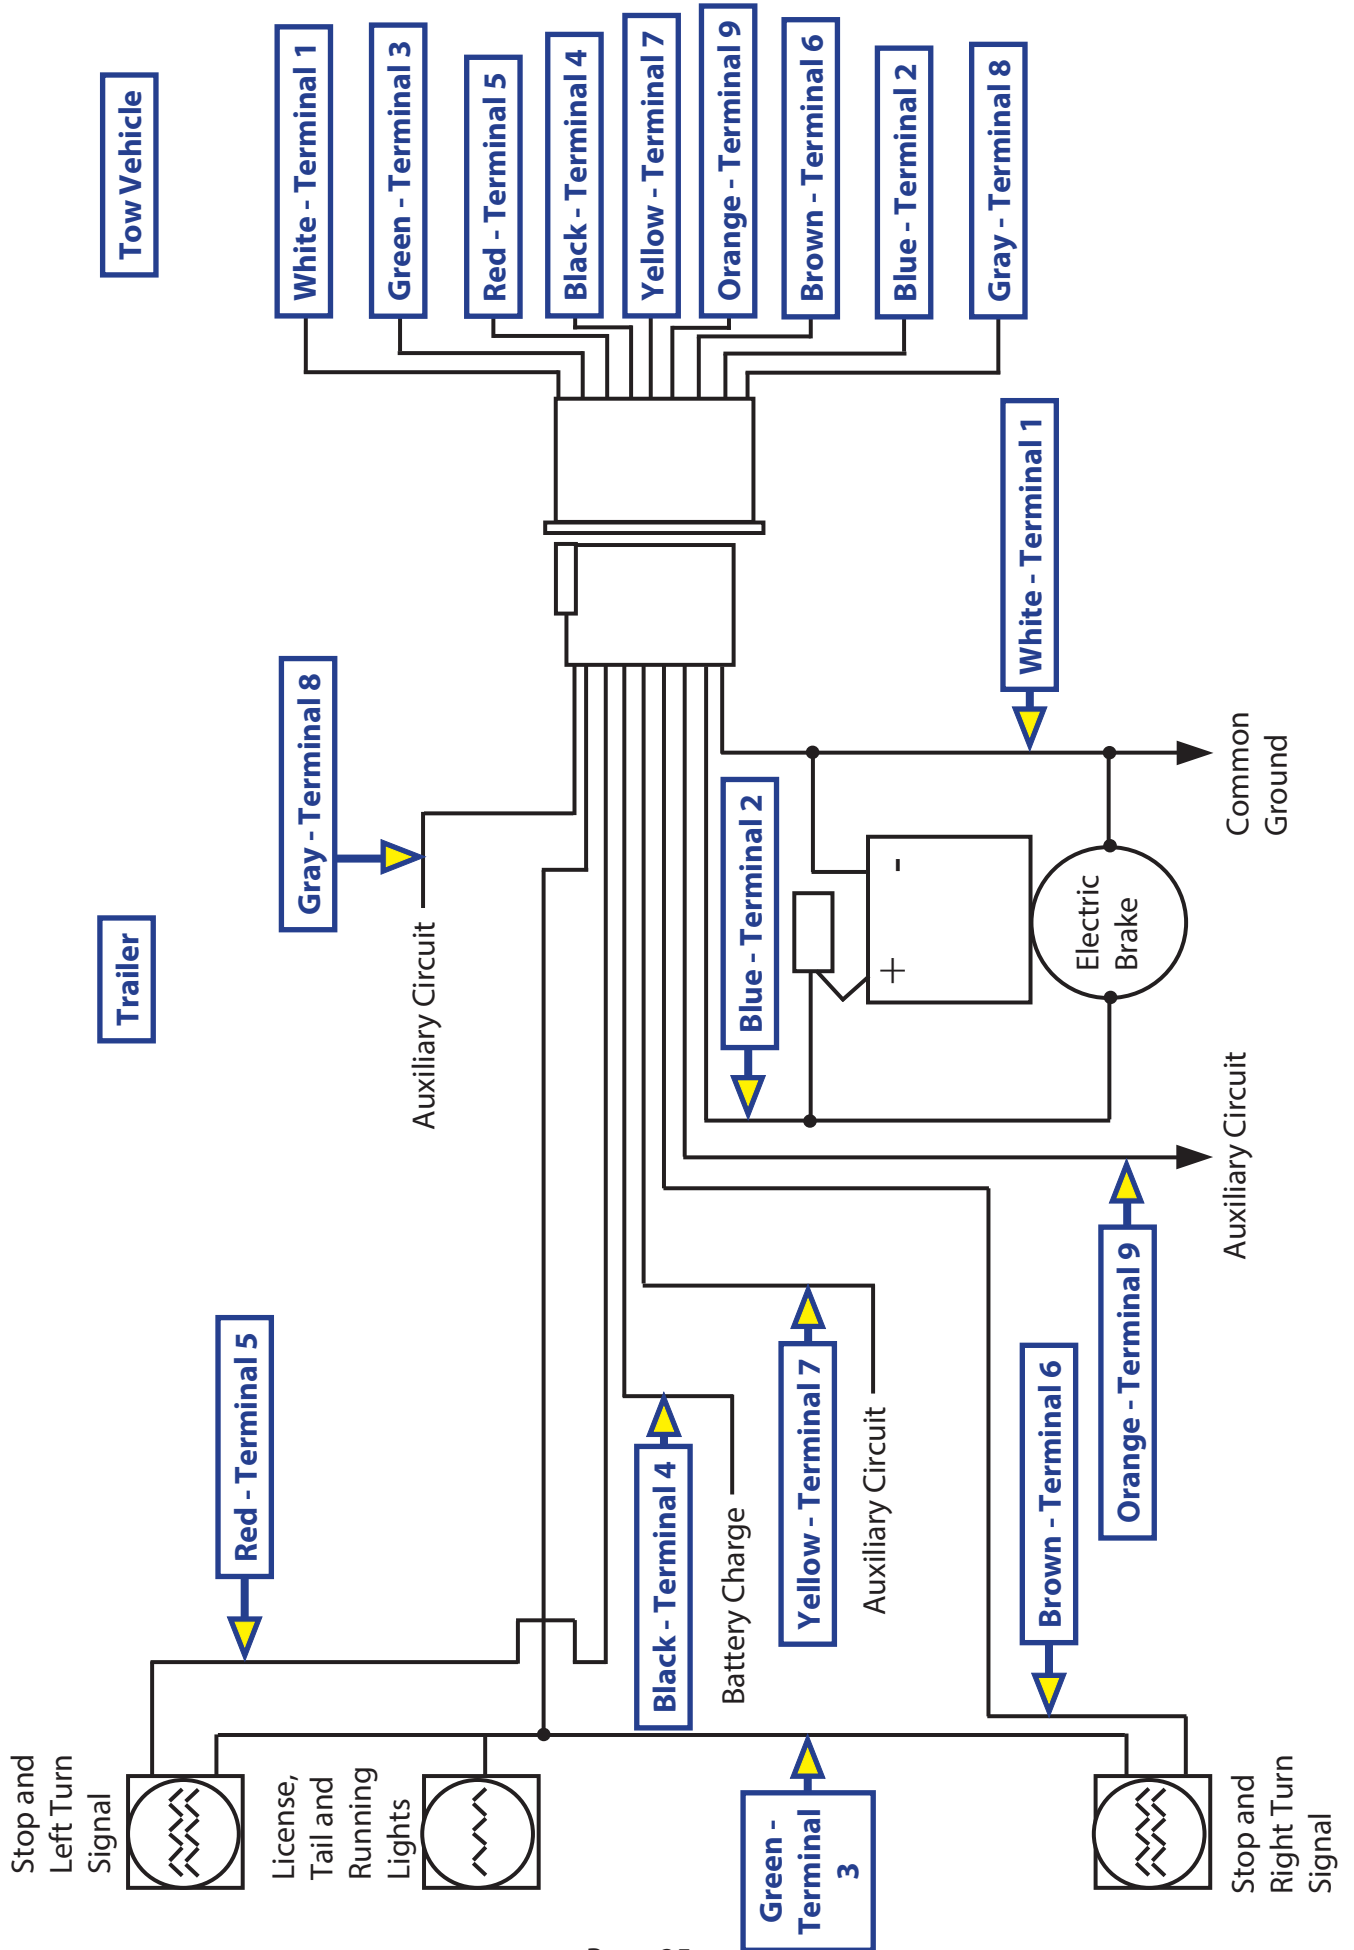 Tow Vehicle
White - Terminal 1
Green - Terminal 3
Red - Terminal 5
Black - Terminal 4
Yellow - Terminal 7
Orange - Terminal 9
Brown - Terminal 6
Blue - Terminal 2
Gray - Terminal 8
Trailer
Gray - Terminal 8
Auxiliary Circuit
White - Terminal 1
Common
Ground
Blue - Terminal 2
+
-
Electric
Brake
Auxiliary Circuit
Orange - Terminal 9
Red - Terminal 5
Black - Terminal 4
Battery Charge
Yellow - Terminal 7
Auxiliary Circuit
Brown - Terminal 6
Stop and
Left Turn
Signal
License,
Tail and
Running
Lights
Green -
Terminal
3
Stop and
Right Turn
Signal